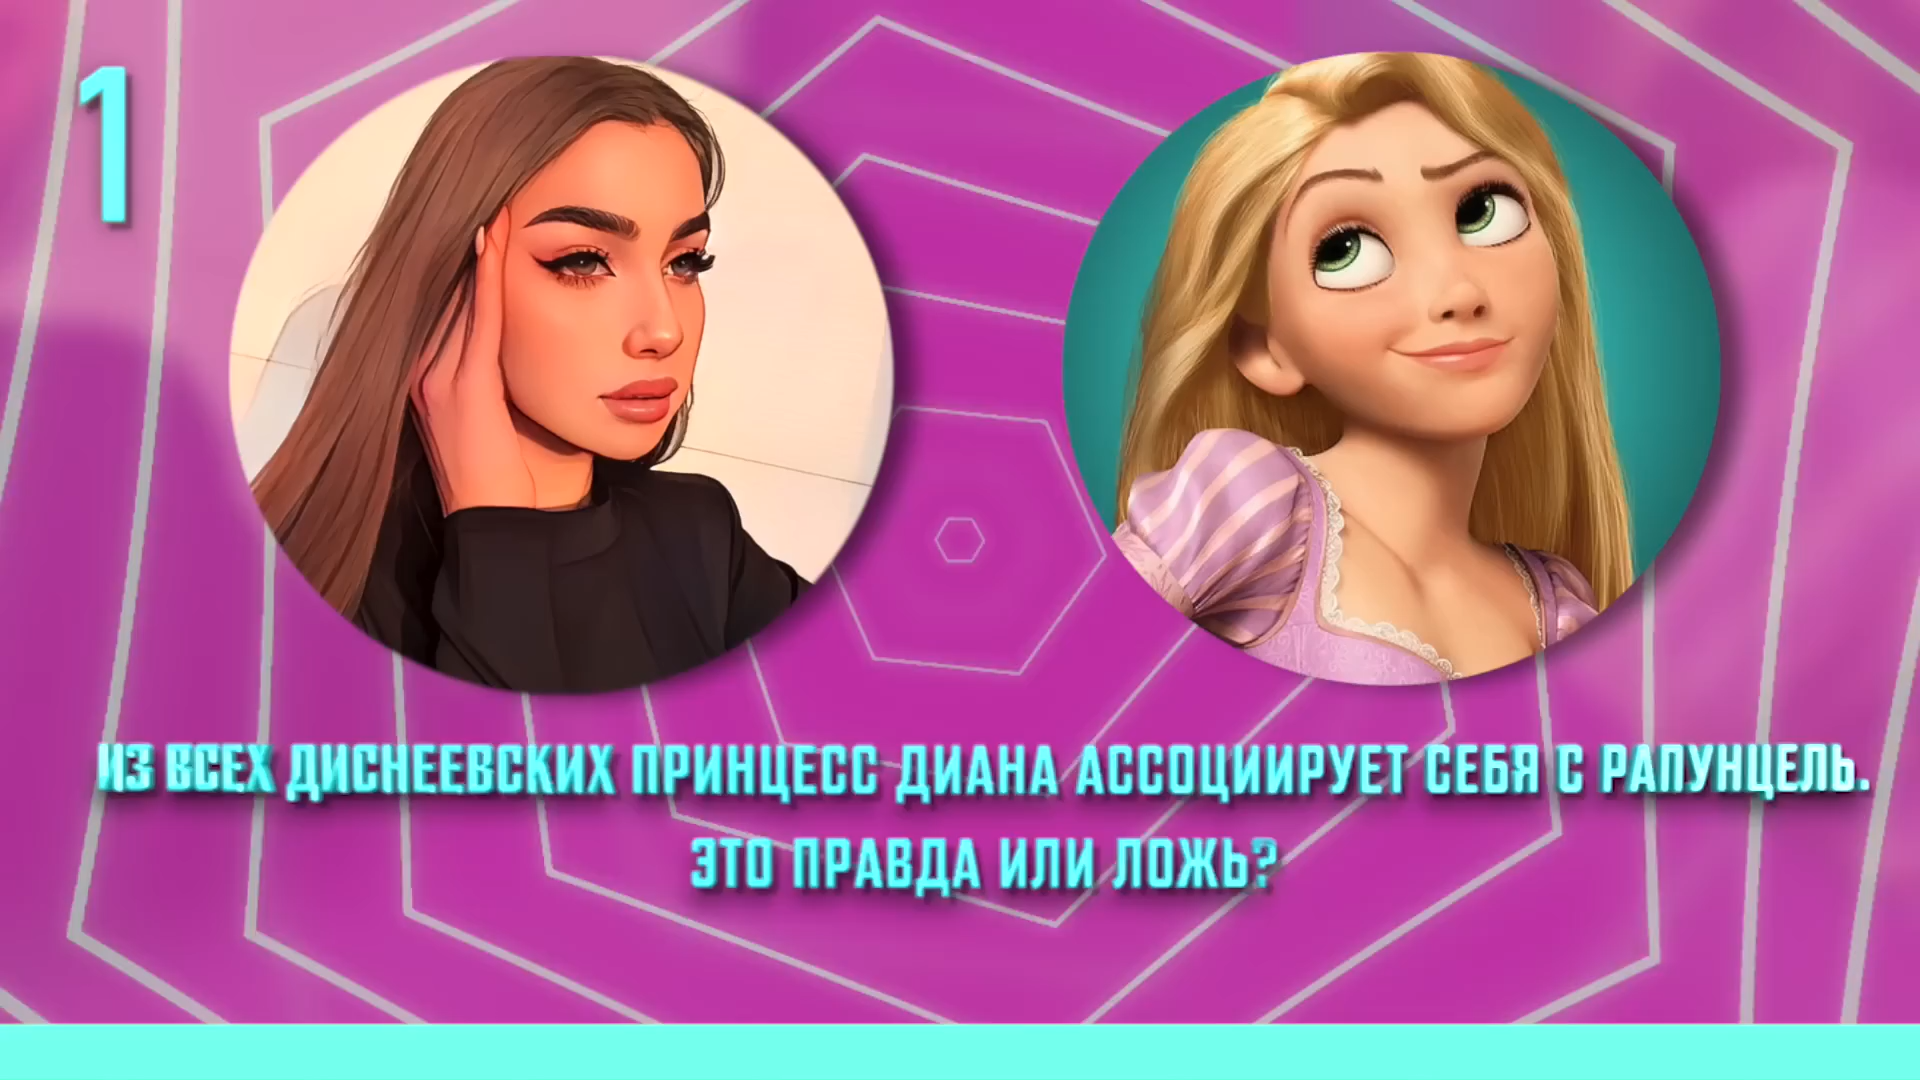 1
ИЗ ВСЕХ ДИСНЕЕВСКИХ ПРИНЦЕСС ДИАНА АССОЦИИРУЕТ СЕБЯ С РАПУНЦЕЛЬ.
ЭТО ПРАВДА ИЛИ ЛОЖЬ?